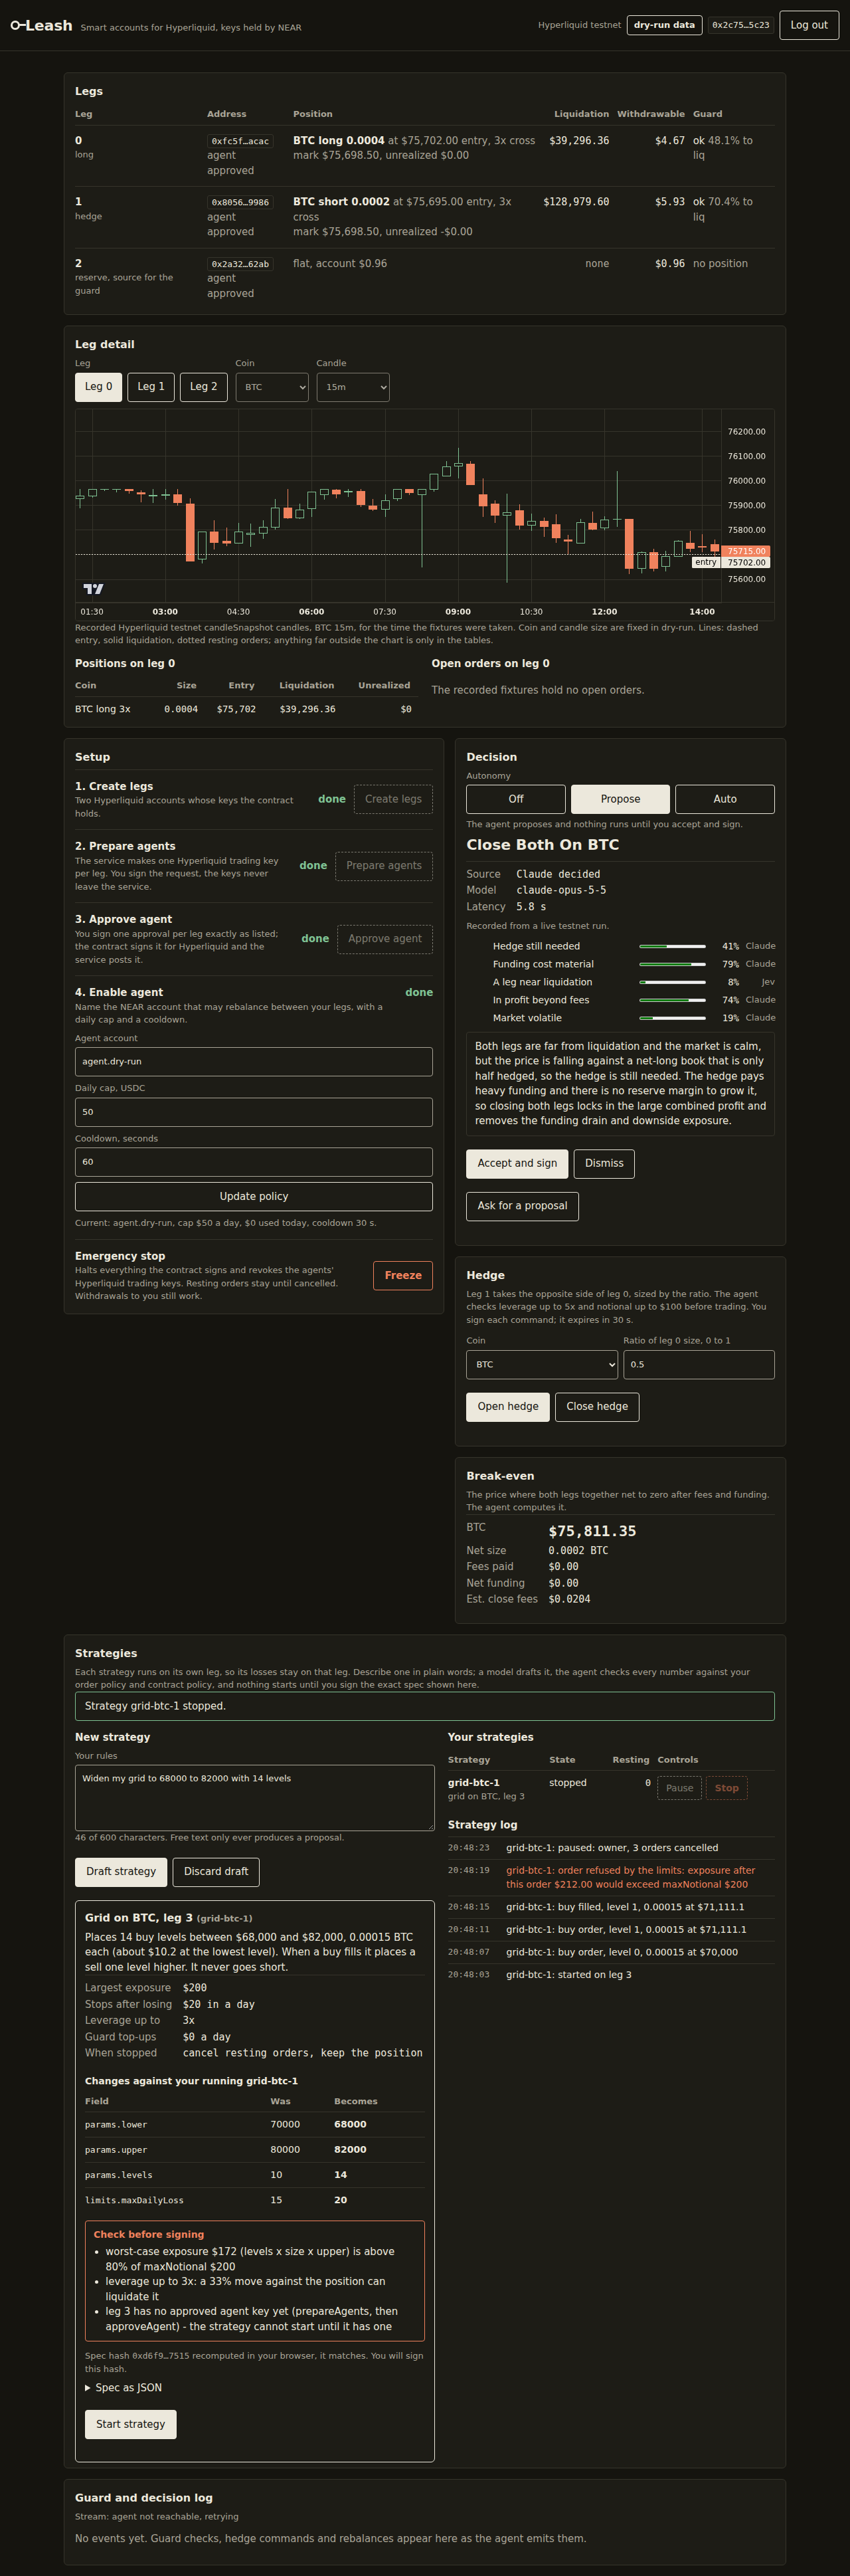 Leash Smart accounts for Hyperliquid, keys held by NEAR
Hyperliquid testnet dry-run data 0x2c75…5c23 Log out
Legs
Leg Address Position Liquidation Withdrawable Guard
0 0xfc5f…acac BTC long 0.0004 at $75,702.00 entry, 3x cross $39,296.36 $4.67 ok 48.1% to
long agent mark $75,698.50, unrealized $0.00 liq
approved
1 0x8056…9986 BTC short 0.0002 at $75,695.00 entry, 3x $128,979.60 $5.93 ok 70.4% to
hedge agent cross liq
approved mark $75,698.50, unrealized -$0.00
2 0x2a32…62ab flat, account $0.96 none $0.96 no position
reserve, source for the agent
guard approved
Leg detail
Leg Coin Candle
Leg 0 Leg 1 Leg 2 BTC 15m
76200.00
76100.00
76000.00
75900.00
75800.00
75715.00
entry 75702.00
75600.00
01:30 03:00 04:30 06:00 07:30 09:00 10:30 12:00 14:00
Recorded Hyperliquid testnet candleSnapshot candles, BTC 15m, for the time the fixtures were taken. Coin and candle size are fixed in dry-run. Lines: dashed
entry, solid liquidation, dotted resting orders; anything far outside the chart is only in the tables.
Positions on leg 0
Coin Size Entry Liquidation Unrealized
BTC long 3x 0.0004 $75,702 $39,296.36 $0
Open orders on leg 0
The recorded fixtures hold no open orders.
Setup
1. Create legs
Two Hyperliquid accounts whose keys the contract
holds.
done Create legs
2. Prepare agents
The service makes one Hyperliquid trading key
per leg. You sign the request, the keys never
leave the service.
done Prepare agents
3. Approve agent
You sign one approval per leg exactly as listed;
the contract signs it for Hyperliquid and the
service posts it.
done Approve agent
4. Enable agent
Name the NEAR account that may rebalance between your legs, with a
daily cap and a cooldown.
done
Agent account
agent.dry-run
Daily cap, USDC
50
Cooldown, seconds
60
Update policy
Current: agent.dry-run, cap $50 a day, $0 used today, cooldown 30 s.
Emergency stop
Halts everything the contract signs and revokes the agents'
Hyperliquid trading keys. Resting orders stay until cancelled.
Withdrawals to you still work.
Freeze
Decision
Autonomy
Off Propose Auto
The agent proposes and nothing runs until you accept and sign.
Close Both On BTC
Source Claude decided
Model claude-opus-5-5
Latency 5.8 s
Recorded from a live testnet run.
Hedge still needed 41% Claude
Funding cost material 79% Claude
A leg near liquidation 8% Jev
In profit beyond fees 74% Claude
Market volatile 19% Claude
Both legs are far from liquidation and the market is calm,
but the price is falling against a net-long book that is only
half hedged, so the hedge is still needed. The hedge pays
heavy funding and there is no reserve margin to grow it,
so closing both legs locks in the large combined profit and
removes the funding drain and downside exposure.
Accept and sign Dismiss
Ask for a proposal
Hedge
Leg 1 takes the opposite side of leg 0, sized by the ratio. The agent
checks leverage up to 5x and notional up to $100 before trading. You
sign each command; it expires in 30 s.
Coin Ratio of leg 0 size, 0 to 1
BTC 0.5
Open hedge Close hedge
Break-even
The price where both legs together net to zero after fees and funding.
The agent computes it.
BTC $75,811.35
Net size 0.0002 BTC
Fees paid $0.00
Net funding $0.00
Est. close fees $0.0204
Strategies
Each strategy runs on its own leg, so its losses stay on that leg. Describe one in plain words; a model drafts it, the agent checks every number against your
order policy and contract policy, and nothing starts until you sign the exact spec shown here.
Strategy grid-btc-1 stopped.
New strategy
Your rules
Widen my grid to 68000 to 82000 with 14 levels
46 of 600 characters. Free text only ever produces a proposal.
Draft strategy Discard draft
Grid on BTC, leg 3 (grid-btc-1)
Places 14 buy levels between $68,000 and $82,000, 0.00015 BTC
each (about $10.2 at the lowest level). When a buy fills it places a
sell one level higher. It never goes short.
Largest exposure $200
Stops after losing $20 in a day
Leverage up to 3x
Guard top-ups $0 a day
When stopped cancel resting orders, keep the position
Changes against your running grid-btc-1
Field Was Becomes
params.lower 70000 68000
params.upper 80000 82000
params.levels 10 14
limits.maxDailyLoss 15 20
Check before signing
• worst-case exposure $172 (levels x size x upper) is above
80% of maxNotional $200
• leverage up to 3x: a 33% move against the position can
liquidate it
• leg 3 has no approved agent key yet (prepareAgents, then
approveAgent) - the strategy cannot start until it has one
Spec hash 0xd6f9…7515 recomputed in your browser, it matches. You will sign
this hash.
Spec as JSON
Start strategy
Your strategies
Strategy State Resting Controls
grid-btc-1 stopped 0 Pause Stop
grid on BTC, leg 3
Strategy log
20:48:23 grid-btc-1: paused: owner, 3 orders cancelled
20:48:19 grid-btc-1: order refused by the limits: exposure after
this order $212.00 would exceed maxNotional $200
20:48:15 grid-btc-1: buy filled, level 1, 0.00015 at $71,111.1
20:48:11 grid-btc-1: buy order, level 1, 0.00015 at $71,111.1
20:48:07 grid-btc-1: buy order, level 0, 0.00015 at $70,000
20:48:03 grid-btc-1: started on leg 3
Guard and decision log
Stream: agent not reachable, retrying
No events yet. Guard checks, hedge commands and rebalances appear here as the agent emits them.